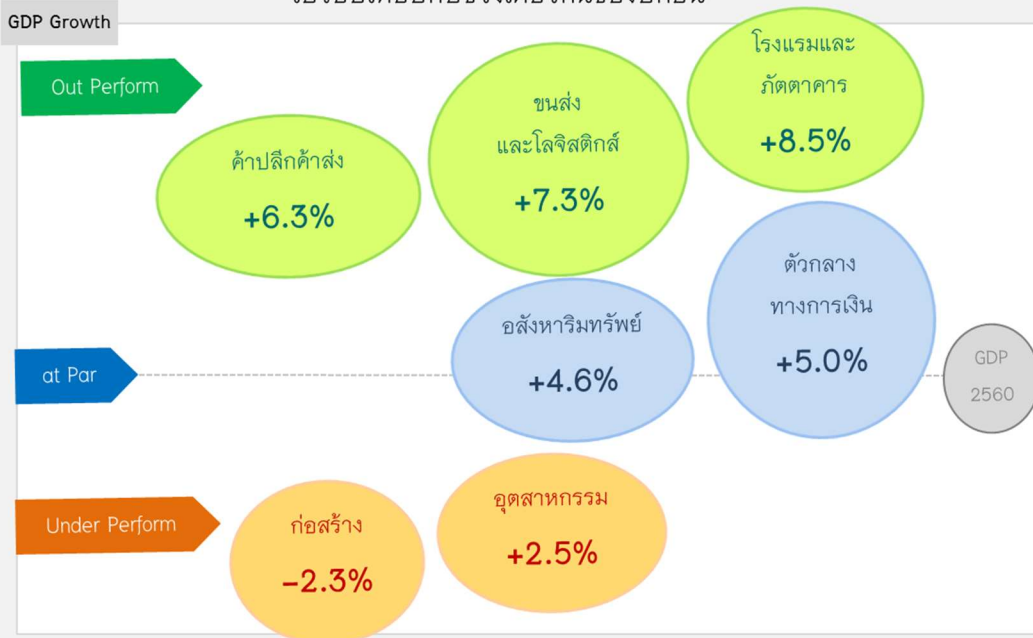 GDP Growth
Out Perform
โรงแรมและ
ภัตตาคาร
+8.5%
ขนส่ง
และโลจิสติกส์
+7.3%
ค้าปลีกค้าส่ง
+6.3%
ตัวกลาง
ทางการเงิน
+5.0%
อสังหาริมทรัพย์
+4.6%
at Par
GDP
2560
Under Perform
ก่อสร้าง
-2.3%
อุตสาหกรรม
+2.5%